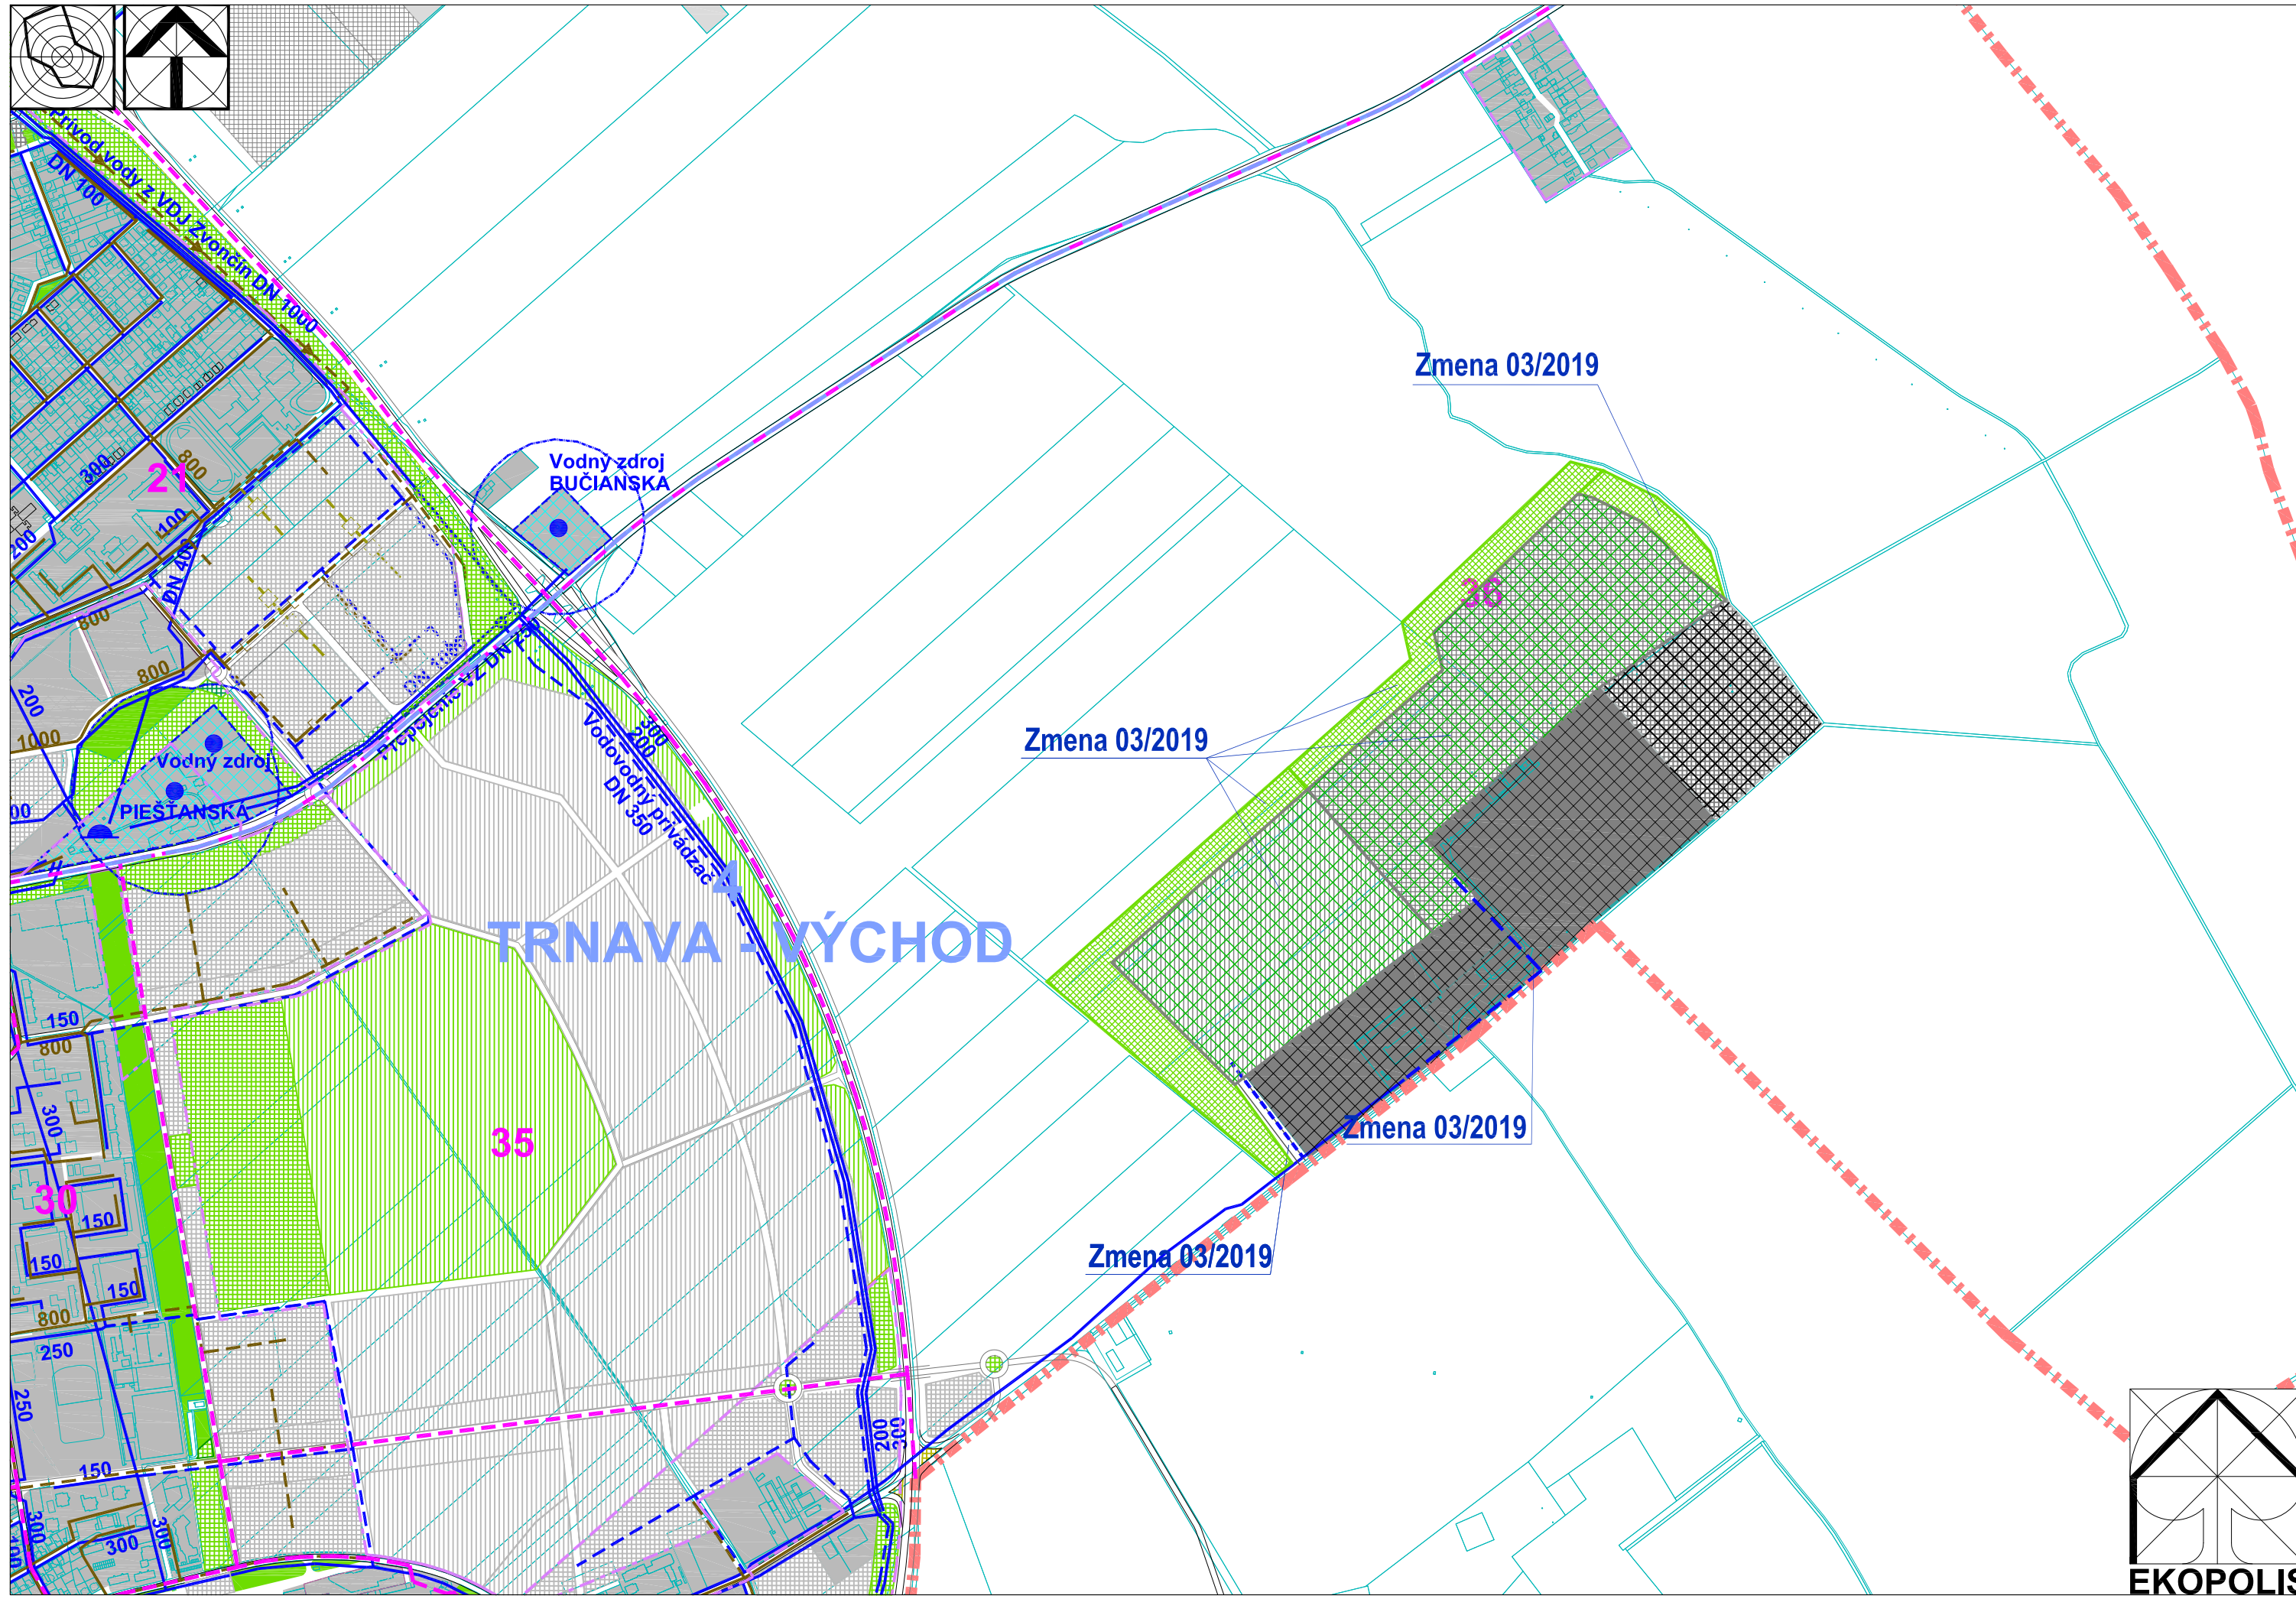 Prívod vody z VDJ Zvončín DN 1000
DN 100
Zmena 03/2019
Vodný zdroj
BUČIANSKA
300
21
800
100
200
DN 400
36
800
800
200
1000
Zmena 03/2019
Prepojenie VZ DN 250
300
200
Vodovodný privádzač
DN 350
Vodný zdroj
PIEŠŤANSKÁ
4
4
TRNAVA - VÝCHOD
150
800
300
35
Zmena 03/2019
30
150
150
150
Zmena 03/2019
800
250
250
200
300
150
300
300
300
EKOPOLIS